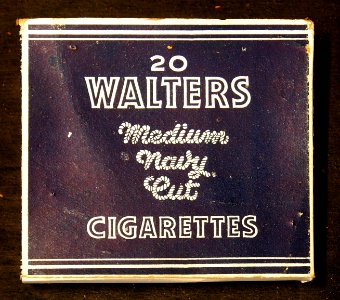 20
WALTERS
Medium
Navy
Cut
CIGARETTES